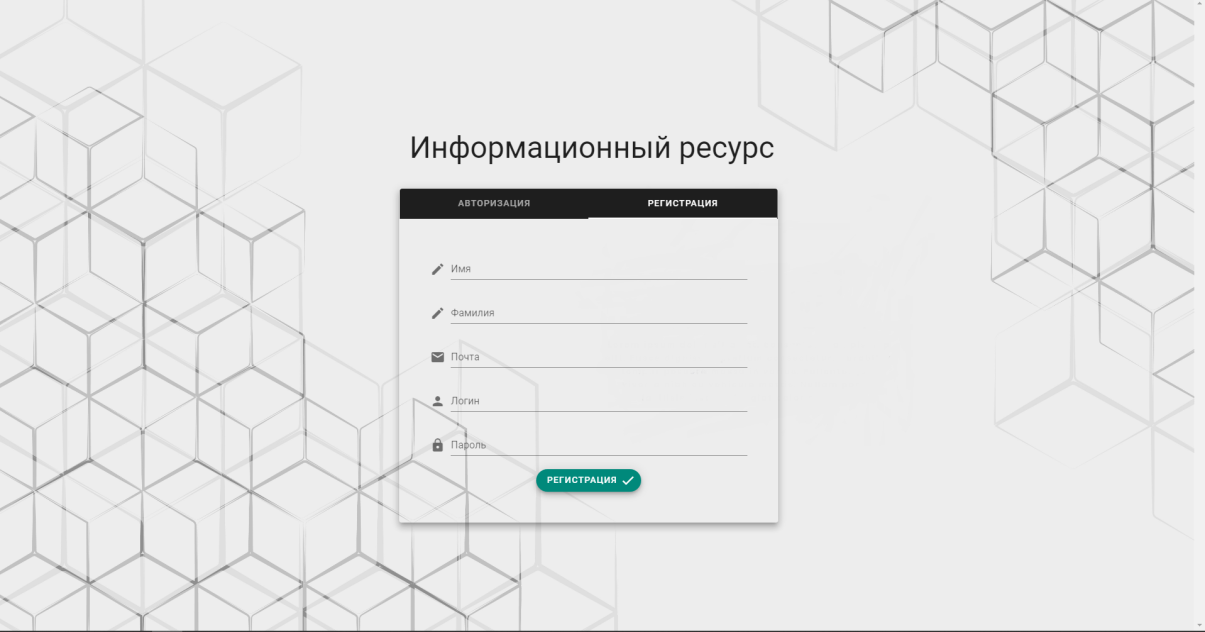 Информационный ресурс
АВТОРИЗАЦИЯ РЕГИСТРАЦИЯ
Имя
Фамилия
Почта
Логин
Пароль
РЕГИСТРАЦИЯ